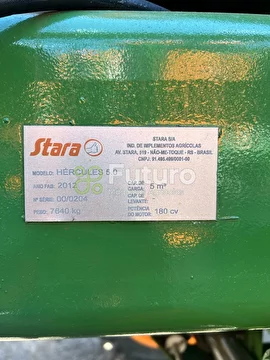 Stara
STARA S/A
IND. DE IMPLEMENTOS AGRÍCOLAS
AV. STARA, 519 - NÃO-ME-TOQUE - RS - BRASIL
CNPJ. 91.495.499/0001-00
MODELO: HÉRCULES 5.0
ANO FAB: 2012
Nº SÉRIE: 00/0204
PESO: 7640 kg
CAP. DE
CARGA: 5 m³
CAP. DE
LEVANTE:
POTÊNCIA
DO MOTOR: 180 cv
Futuro